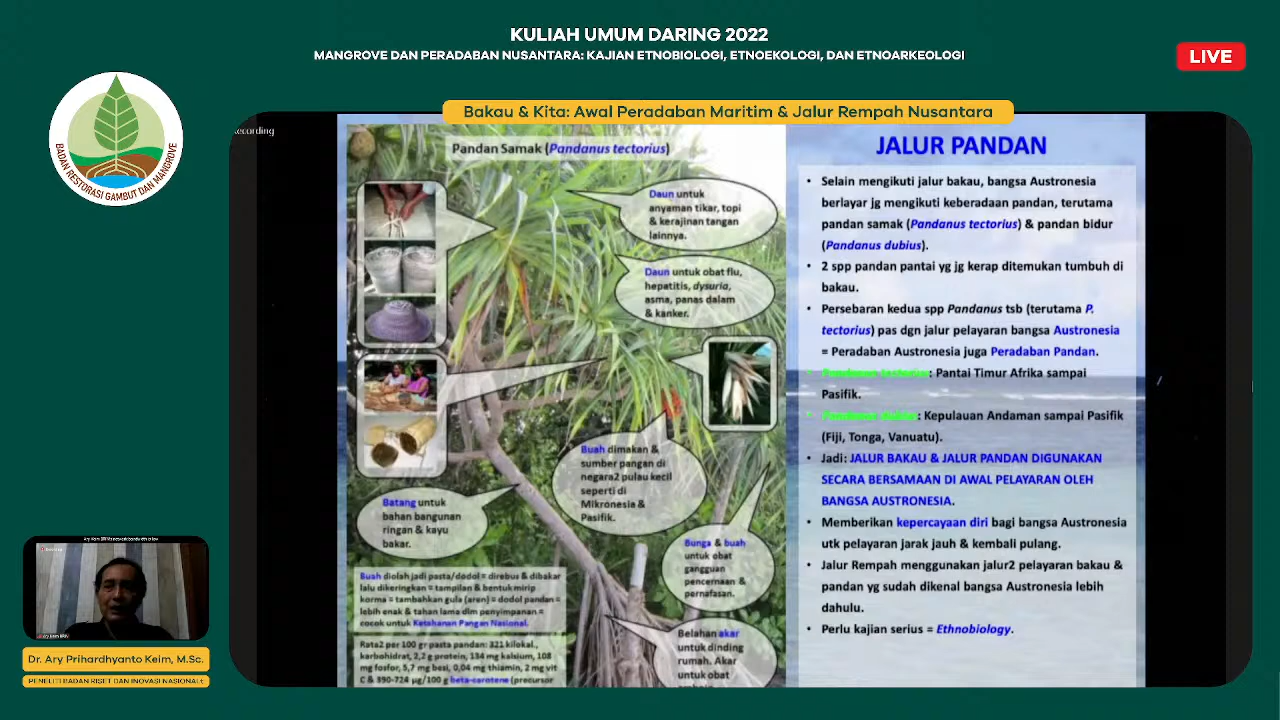 KULIAH UMUM DARING 2022
MANGROVE DAN PERADABAN NUSANTARA: KAJIAN ETNOBIOLOGI, ETNOEKOLOGI, DAN ETNOARKEOLOGI
LIVE
BADAN RESTORASI GAMBUT DAN MANGROVE
Bakau & Kita: Awal Peradaban Maritim & Jalur Rempah Nusantara
ecording
Pandan Samak (Pandanus tectorius)
Daun untuk
anyaman tikar, topi
& kerajinan tangan
lainnya.
Daun untuk obat flu,
hepatitis, dysuria,
asma, panas dalam
& kanker.
Buah dimakan &
sumber pangan di
negara2 pulau kecil
seperti di
Mikronesia &
Pasifik.
Batang untuk
bahan bangunan
ringan & kayu
bakar.
Bunga & buah
untuk obat
gangguan
pencernaan &
pernafasan.
Buah diolah jadi pasta/dodol = direbus & dibakar
lalu dikeringkan = tampilan & bentuk mirip
korma = tambahkan gula (aren) = dodol pandan =
lebih enak & tahan lama dlm penyimpanan =
cocok untuk Ketahanan Pangan Nasional.
Rata2 per 100 gr pasta pandan: 321 kilokal.,
karbohidrat, 2,2 g protein, 134 mg kalsium, 108
mg fosfor, 5,7 mg besi, 0,04 mg thiamin, 2 mg vit
C & 390-724 µg/100 g beta-carotene (precursor
Belahan akar
untuk dinding
rumah. Akar
untuk obat
JALUR PANDAN
• Selain mengikuti jalur bakau, bangsa Austronesia
berlayar jg mengikuti keberadaan pandan, terutama
pandan samak (Pandanus tectorius) & pandan bidur
(Pandanus dubius).
• 2 spp pandan pantai yg jg kerap ditemukan tumbuh di
bakau.
• Persebaran kedua spp Pandanus tsb (terutama P.
tectorius) pas dgn jalur pelayaran bangsa Austronesia
= Peradaban Austronesia juga Peradaban Pandan.
• Pandanus tectorius: Pantai Timur Afrika sampai
Pasifik.
• Pandanus dubius: Kepulauan Andaman sampai Pasifik
(Fiji, Tonga, Vanuatu).
• Jadi: JALUR BAKAU & JALUR PANDAN DIGUNAKAN
SECARA BERSAMAAN DI AWAL PELAYARAN OLEH
BANGSA AUSTRONESIA.
• Memberikan kepercayaan diri bagi bangsa Austronesia
utk pelayaran jarak jauh & kembali pulang.
• Jalur Rempah menggunakan jalur2 pelayaran bakau &
pandan yg sudah dikenal bangsa Austronesia lebih
dahulu.
• Perlu kajian serius = Ethnobiology.
Dr. Ary Prihardhyanto Keim, M.Sc.
PENELITI BADAN RISET DAN INOVASI NASIONAL